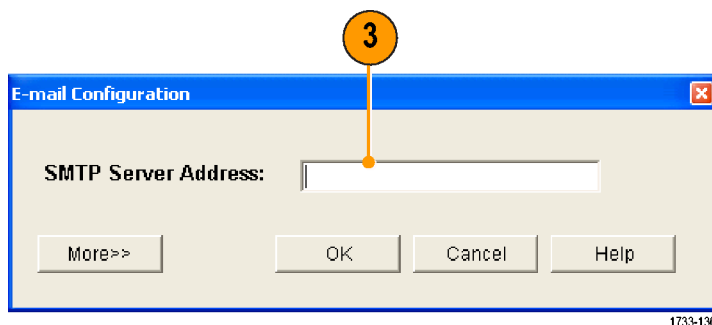 3
E-mail Configuration
SMTP Server Address:
More>> OK Cancel Help